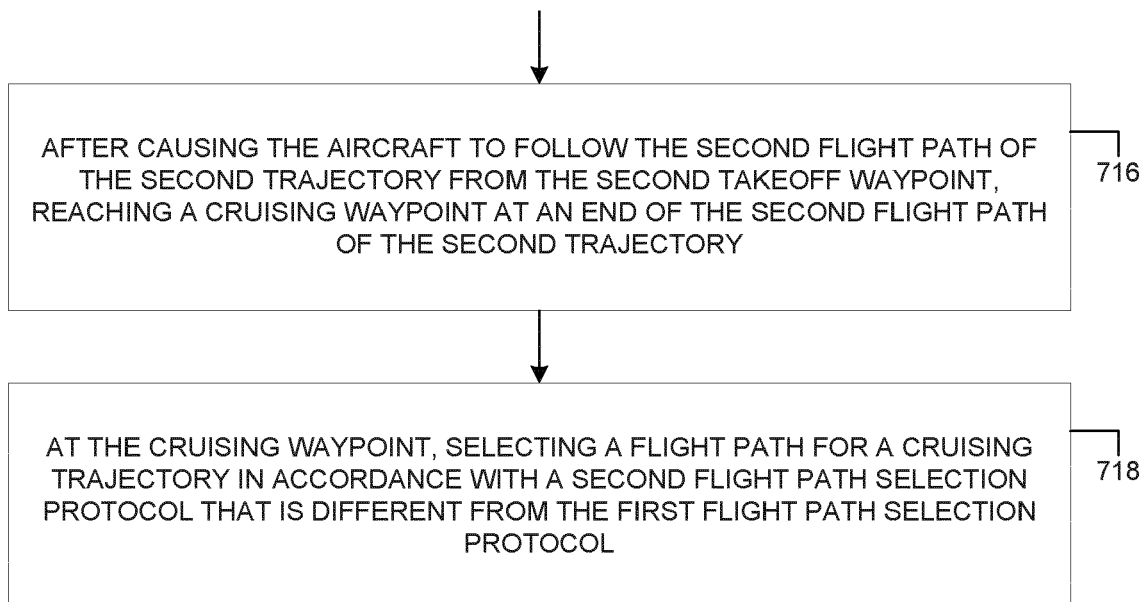 AFTER CAUSING THE AIRCRAFT TO FOLLOW THE SECOND FLIGHT PATH OF
THE SECOND TRAJECTORY FROM THE SECOND TAKEOFF WAYPOINT,
REACHING A CRUISING WAYPOINT AT AN END OF THE SECOND FLIGHT PATH
OF THE SECOND TRAJECTORY
716
AT THE CRUISING WAYPOINT, SELECTING A FLIGHT PATH FOR A CRUISING
TRAJECTORY IN ACCORDANCE WITH A SECOND FLIGHT PATH SELECTION
PROTOCOL THAT IS DIFFERENT FROM THE FIRST FLIGHT PATH SELECTION
PROTOCOL
718